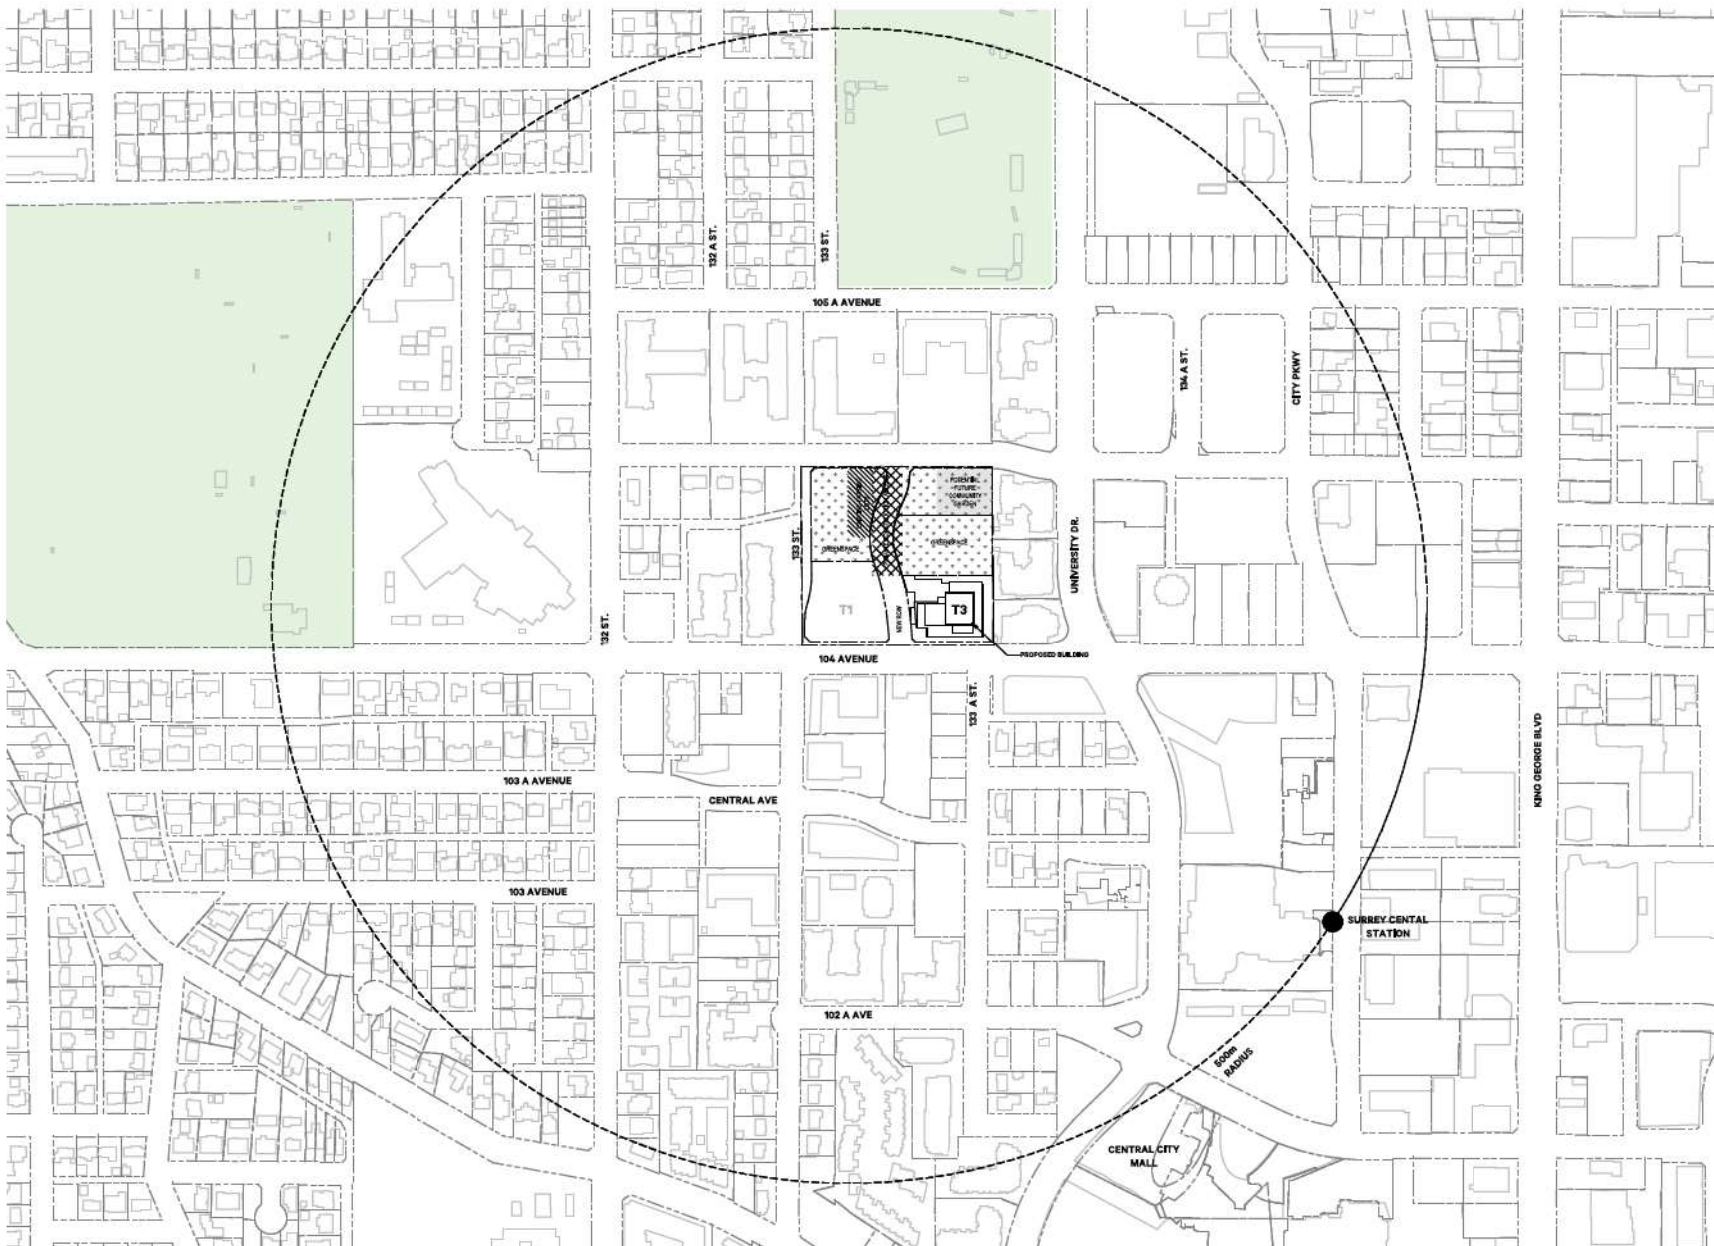 132 A ST.
133 ST.
105 A AVENUE
134 A ST.
CITY PKWY
POTENTIAL
FUTURE
COMMUNITY
GARDEN
GREENSPACE
GREENSPACE
133 ST.
UNIVERSITY DR.
T1
NEW ROW
T3
132 ST.
104 AVENUE
PROPOSED BUILDING
133 A ST.
KING GEORGE BLVD
103 A AVENUE
CENTRAL AVE
103 AVENUE
SURREY CENTAL
STATION
102 A AVE
500m
RADIUS
CENTRAL CITY
MALL